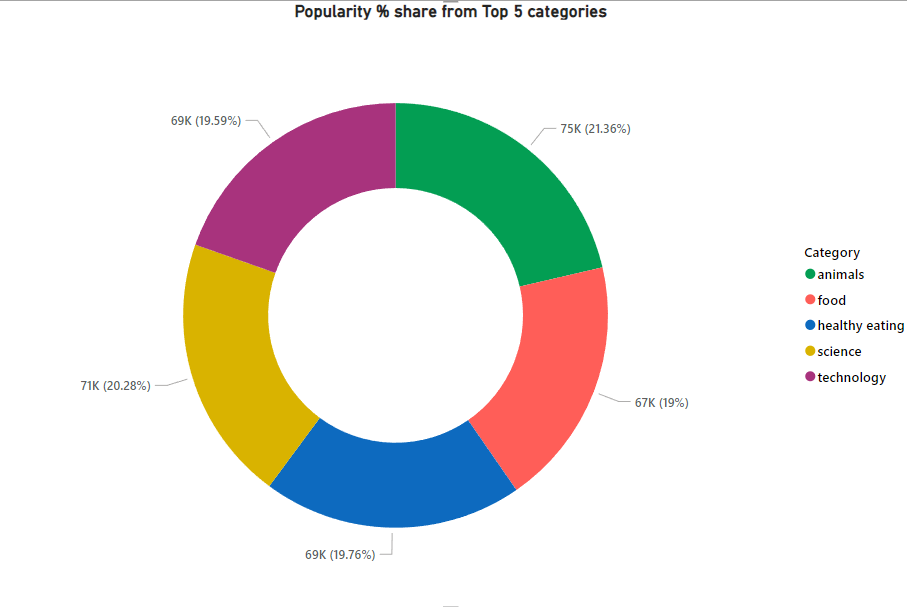 Popularity % share from Top 5 categories
69K (19.59%)
75K (21.36%)
71K (20.28%)
67K (19%)
69K (19.76%)
Category
animals
food
healthy eating
science
technology